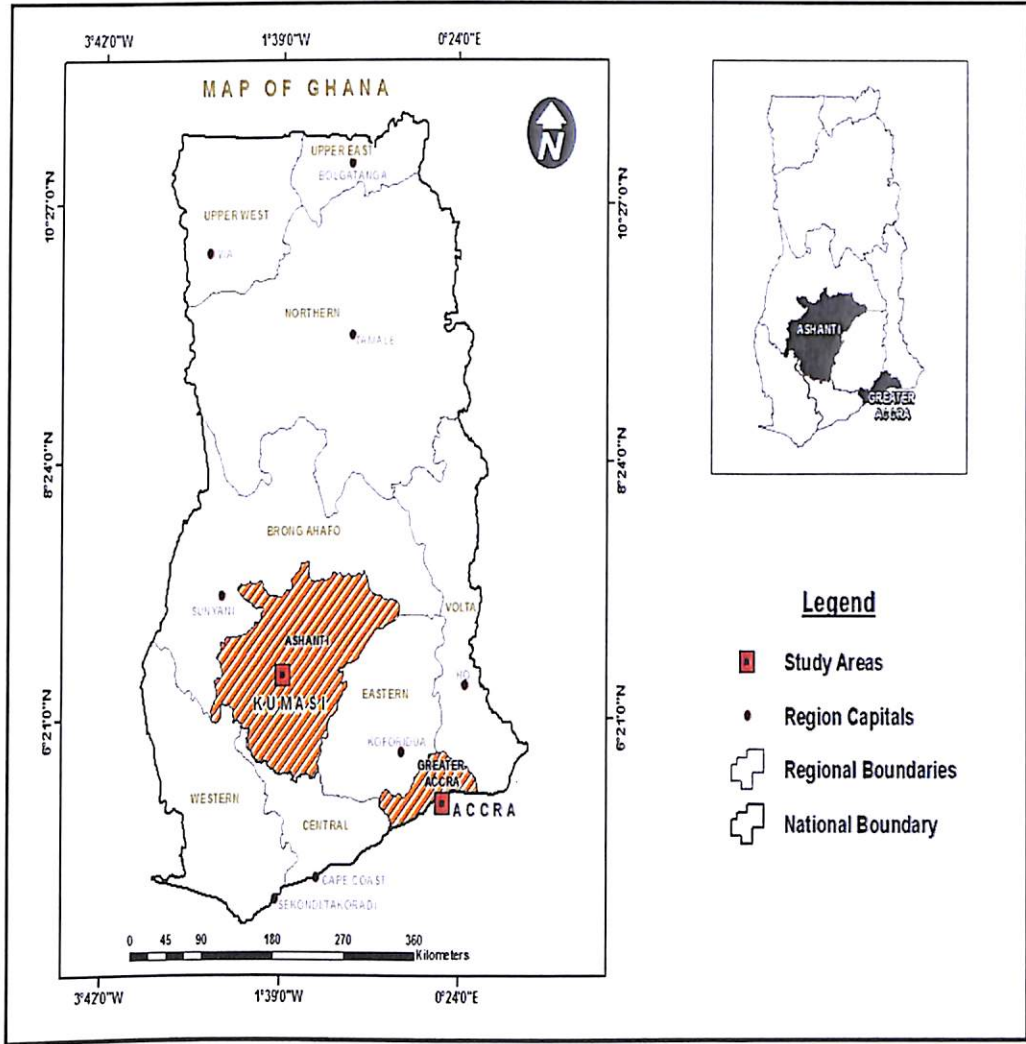 3°42'0"W 1°39'0"W 0°24'0"E
MAP OF GHANA
N
UPPER EAST
BOLGATANGA
10°27'0"N
10°27'0"N
UPPER WEST
WA
NORTHERN
TAMALE
ASHANTI
GREATER
ACCRA
8°24'0"N
8°24'0"N
BRONG AHAFO
SUNYANI
VOLTA
ASHANTI
HO
KUMASI
EASTERN
6°21'0"N
6°21'0"N
KOFORIDUA
GREATER
ACCRA
WESTERN
ACCRA
CENTRAL
CAPE COAST
SEKONDI TAKORADI
0 45 90 180 270 360
Kilometers
3°42'0"W 1°39'0"W 0°24'0"E
Legend
Study Areas
Region Capitals
Regional Boundaries
National Boundary